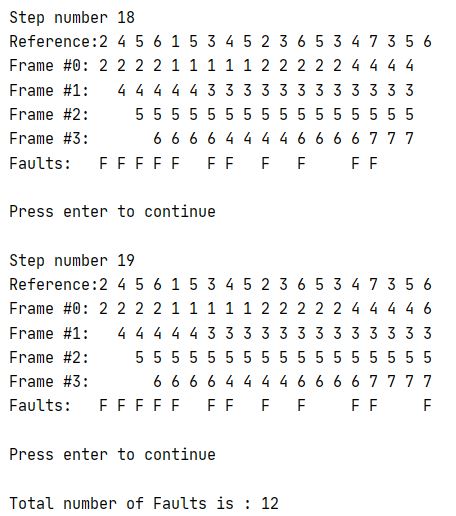 Step number 18
Reference:2 4 5 6 1 5 3 4 5 2 3 6 5 3 4 7 3 5 6
Frame #0: 2 2 2 2 1 1 1 1 1 2 2 2 2 2 4 4 4 4
Frame #1:   4 4 4 4 4 3 3 3 3 3 3 3 3 3 3 3 3
Frame #2:     5 5 5 5 5 5 5 5 5 5 5 5 5 5 5 5
Frame #3:       6 6 6 6 4 4 4 4 6 6 6 6 7 7 7
Faults:   F F F F F   F F   F   F     F F

Press enter to continue

Step number 19
Reference:2 4 5 6 1 5 3 4 5 2 3 6 5 3 4 7 3 5 6
Frame #0: 2 2 2 2 1 1 1 1 1 2 2 2 2 2 4 4 4 4 6
Frame #1:   4 4 4 4 4 3 3 3 3 3 3 3 3 3 3 3 3 3
Frame #2:     5 5 5 5 5 5 5 5 5 5 5 5 5 5 5 5 5
Frame #3:       6 6 6 6 4 4 4 4 6 6 6 6 7 7 7 7
Faults:   F F F F F   F F   F   F     F F     F

Press enter to continue

Total number of Faults is : 12